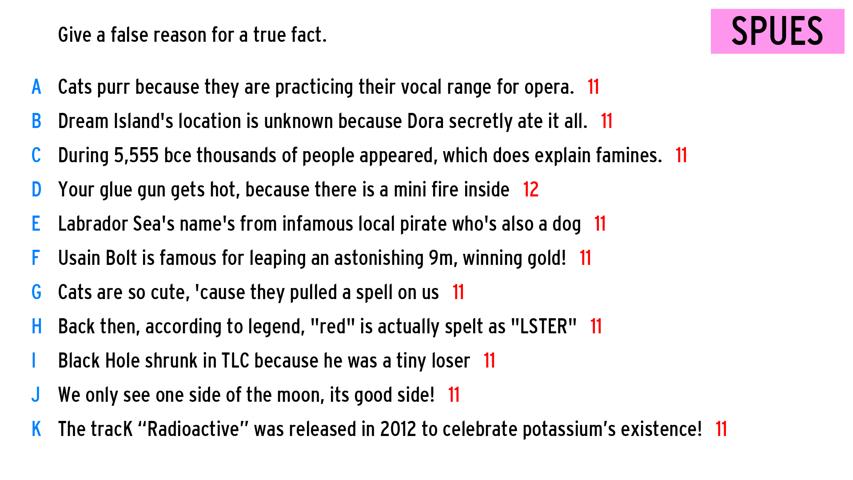 Give a false reason for a true fact.
SPUES
A Cats purr because they are practicing their vocal range for opera. 11
B Dream Island's location is unknown because Dora secretly ate it all. 11
C During 5,555 bce thousands of people appeared, which does explain famines. 11
D Your glue gun gets hot, because there is a mini fire inside 12
E Labrador Sea's name's from infamous local pirate who's also a dog 11
F Usain Bolt is famous for leaping an astonishing 9m, winning gold! 11
G Cats are so cute, 'cause they pulled a spell on us 11
H Back then, according to legend, "red" is actually spelt as "LSTER" 11
I Black Hole shrunk in TLC because he was a tiny loser 11
J We only see one side of the moon, its good side! 11
K The tracK “Radioactive” was released in 2012 to celebrate potassium’s existence! 11